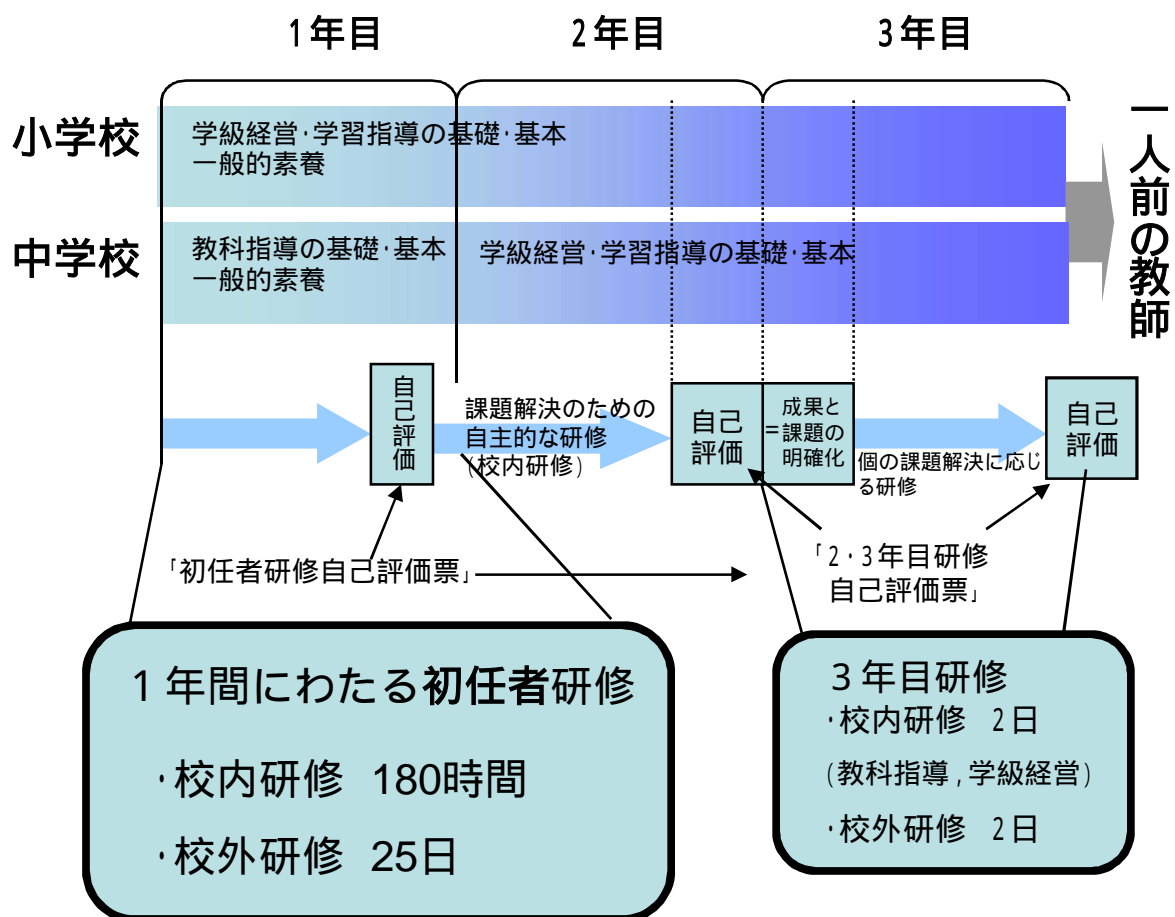 1年目
2年目
3年目
小学校
学級経営・学習指導の基礎・基本
一般的素養
中学校
教科指導の基礎・基本
一般的素養
学級経営・学習指導の基礎・基本
一人前の教師
自己評価
課題解決のための
自主的な研修
(校内研修)
自己
評価
=
成果と
課題の
明確化
個の課題解決に応じ
る研修
自己
評価
「初任者研修自己評価票」
「2・3年目研修
自己評価票」
1年間にわたる初任者研修
・校内研修 180時間
・校外研修 25日
3年目研修
・校内研修 2日
(教科指導,学級経営)
・校外研修 2日